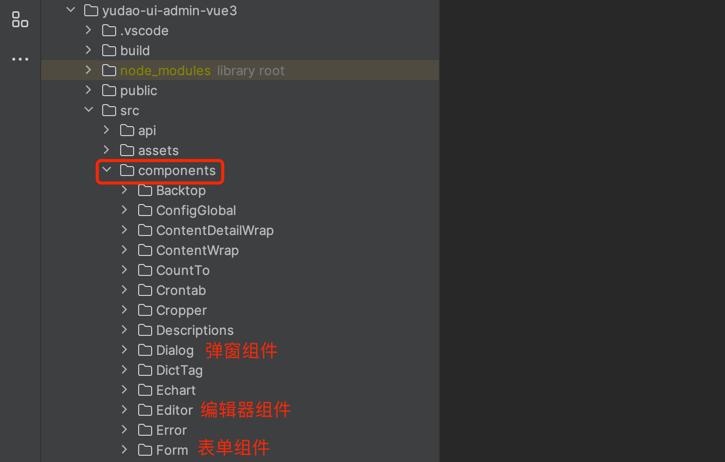 yudao-ui-admin-vue3
.vscode
build
node_modules library root
public
src
api
assets
components
Backtop
ConfigGlobal
ContentDetailWrap
ContentWrap
CountTo
Crontab
Cropper
Descriptions
Dialog 弹窗组件
DictTag
Echart
Editor 编辑器组件
Error
Form 表单组件